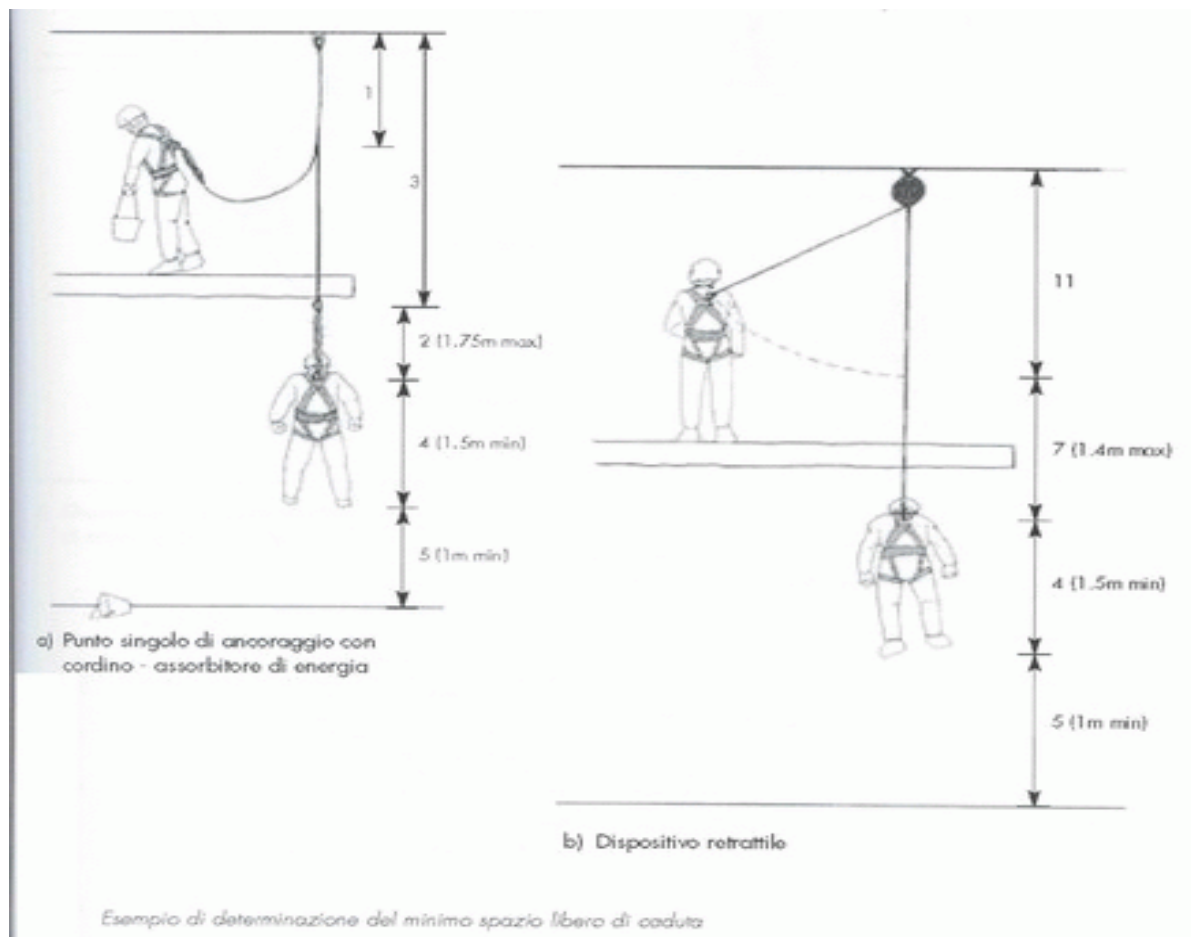 1
3
2 (1.75m max)
4 (1.5m min)
5 (1m min)
a) Punto singolo di ancoraggio con
cordino - assorbitore di energia
11
7 (1.4m max)
4 (1.5m min)
5 (1m min)
b) Dispositivo retrattile
Esempio di determinazione del minimo spazio libero di caduta